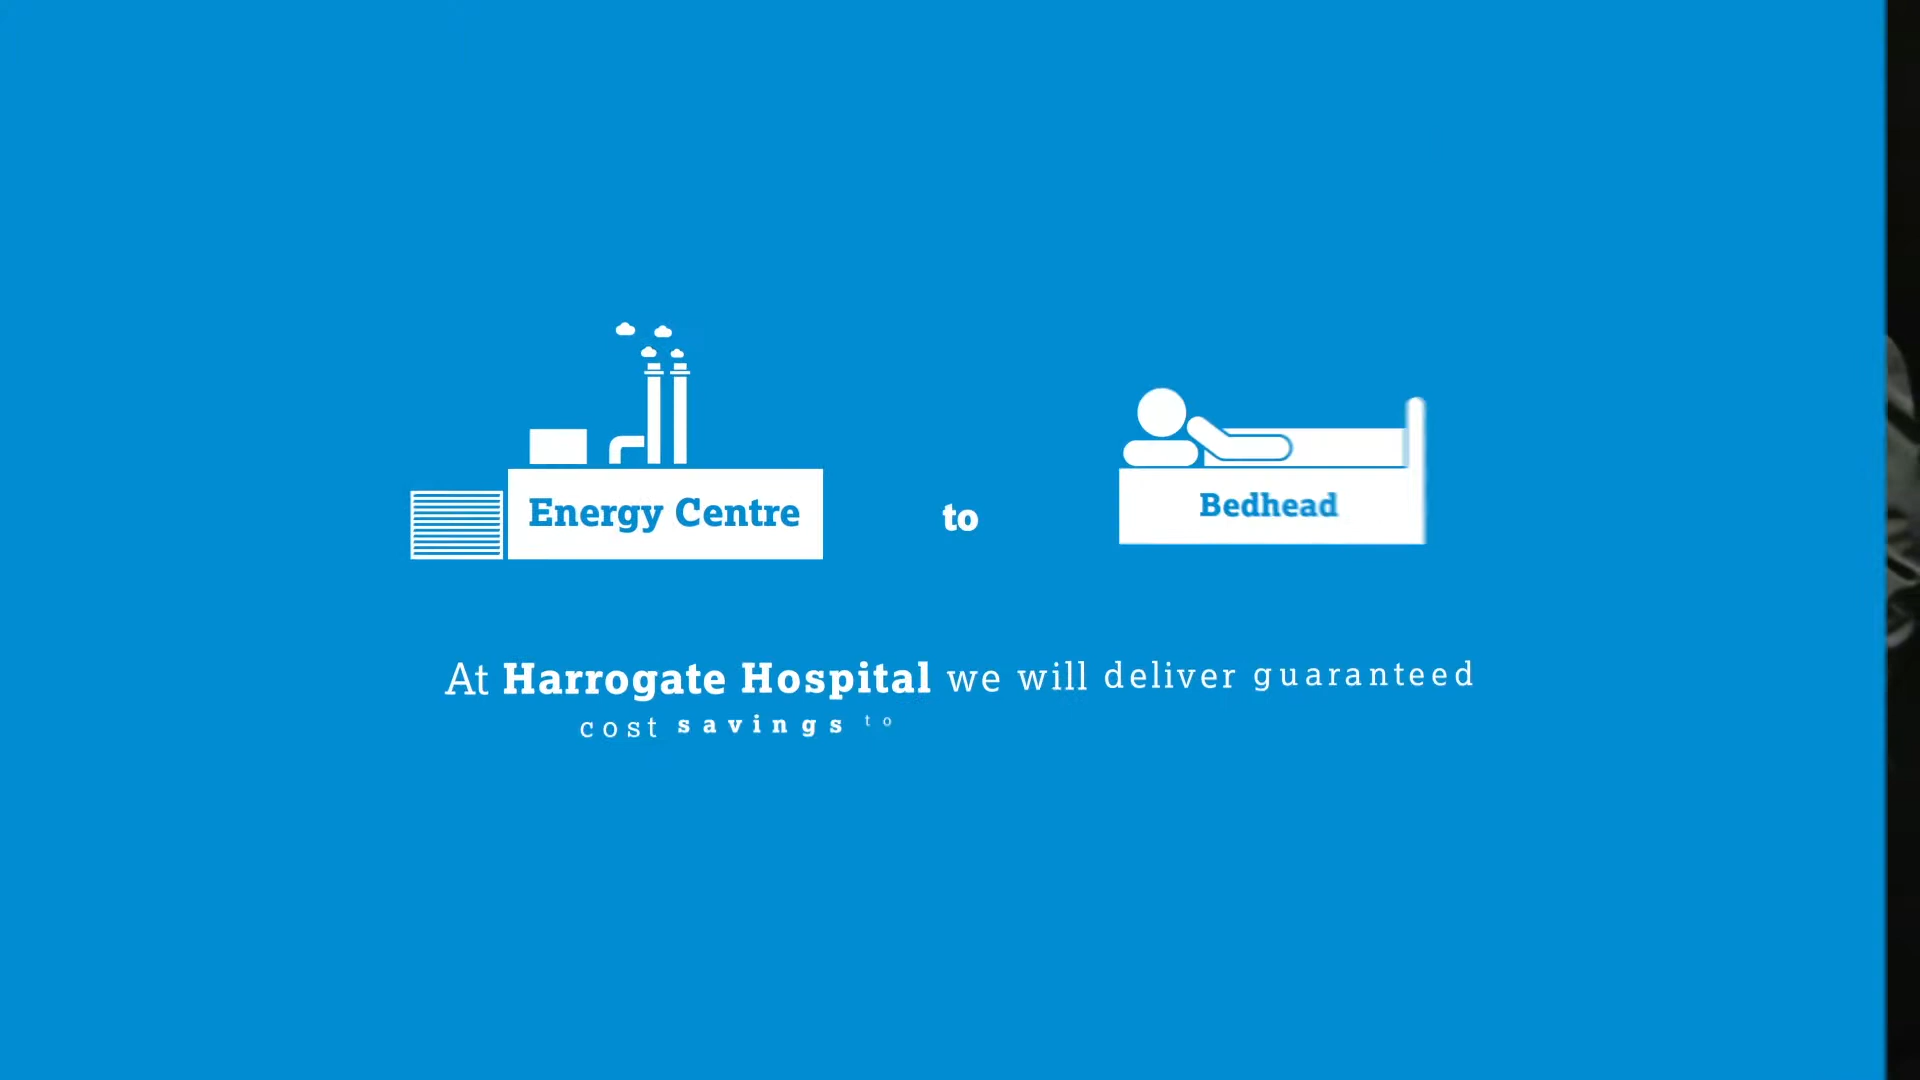 Energy Centre
to
Bedhead
At Harrogate Hospital we will deliver guaranteed
cost savings to